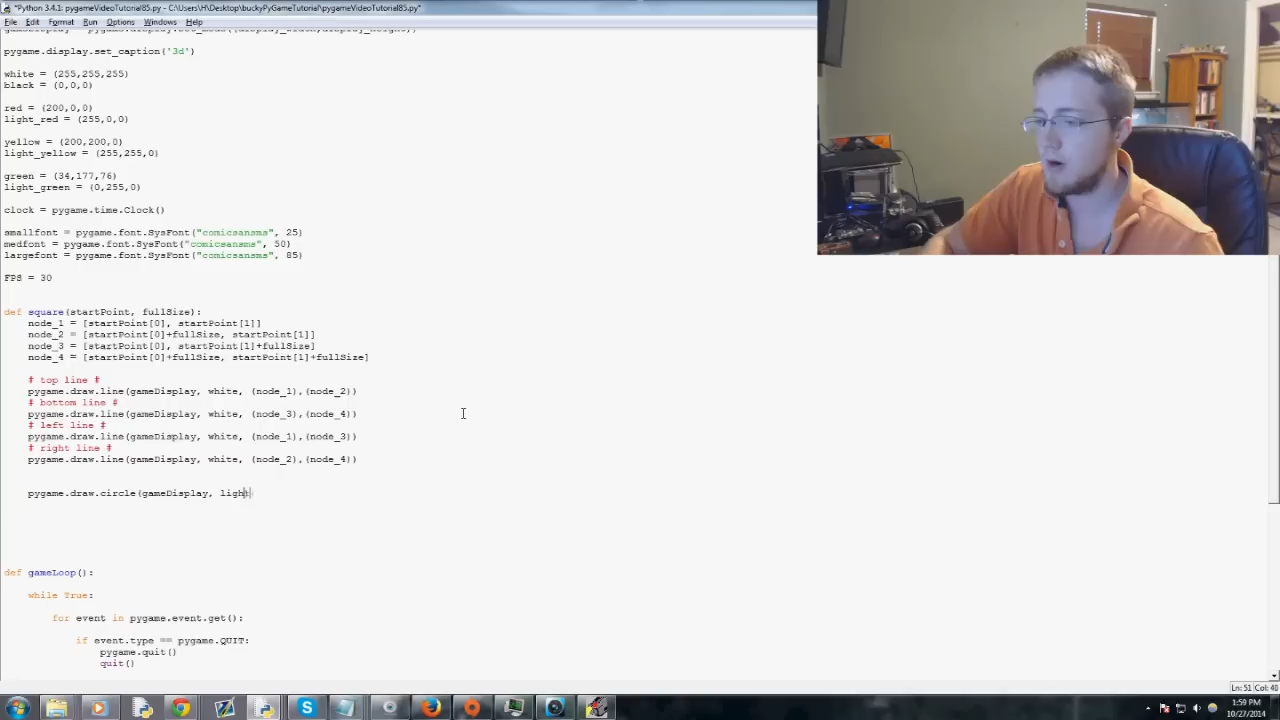 *Python 3.4.1: pygameVideoTutorial85.py - C:\Users\H\Desktop\buckyPyGameTutorial\pygameVideoTutorial85.py*
File Edit Format Run Options Windows Help
pygame.display.set_caption('3d')
white = (255,255,255)
black = (0,0,0)
red = (200,0,0)
light_red = (255,0,0)
yellow = (200,200,0)
light_yellow = (255,255,0)
green = (34,177,76)
light_green = (0,255,0)
clock = pygame.time.Clock()
smallfont = pygame.font.SysFont("comicsansms", 25)
medfont = pygame.font.SysFont("comicsansms", 50)
largefont = pygame.font.SysFont("comicsansms", 85)
FPS = 30
def square(startPoint, fullSize):
node_1 = [startPoint[0], startPoint[1]]
node_2 = [startPoint[0]+fullSize, startPoint[1]]
node_3 = [startPoint[0], startPoint[1]+fullSize]
node_4 = [startPoint[0]+fullSize, startPoint[1]+fullSize]
# top line #
pygame.draw.line(gameDisplay, white, (node_1),(node_2))
# bottom line #
pygame.draw.line(gameDisplay, white, (node_3),(node_4))
# left line #
pygame.draw.line(gameDisplay, white, (node_1),(node_3))
# right line #
pygame.draw.line(gameDisplay, white, (node_2),(node_4))
pygame.draw.circle(gameDisplay, light
def gameLoop():
while True:
for event in pygame.event.get():
if event.type == pygame.QUIT:
pygame.quit()
quit()
Ln: 51 Col: 40
1:59 PM
10/27/2014